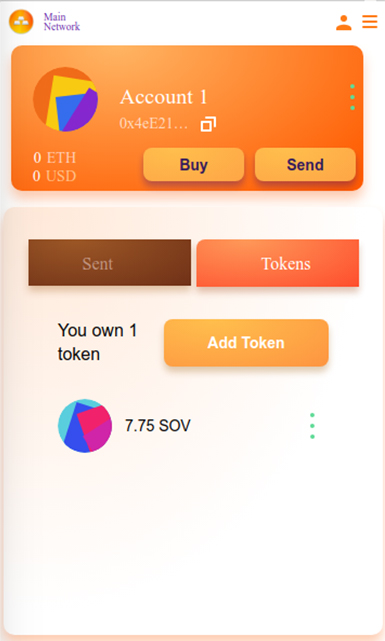 Main
Network
Account 1
0x4eE21...
0 ETH
0 USD
Buy
Send
Sent
Tokens
You own 1
token
Add Token
7.75 SOV